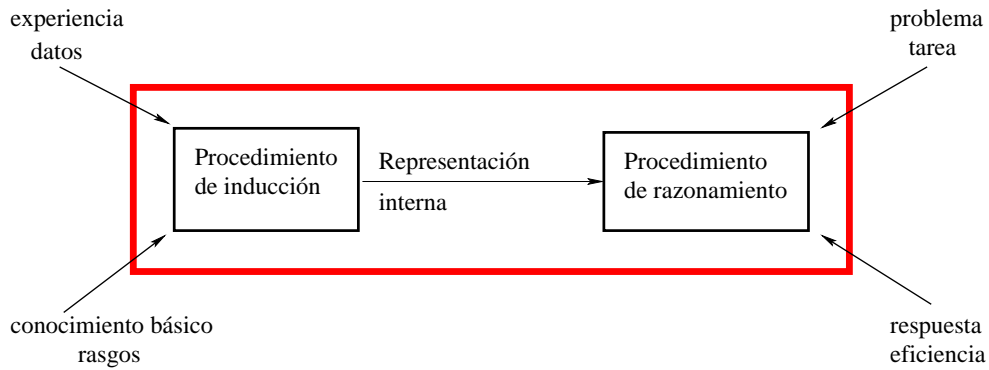 experiencia
datos
problema
tarea
Procedimiento
de inducción
Representación
interna
Procedimiento
de razonamiento
conocimiento básico
rasgos
respuesta
eficiencia